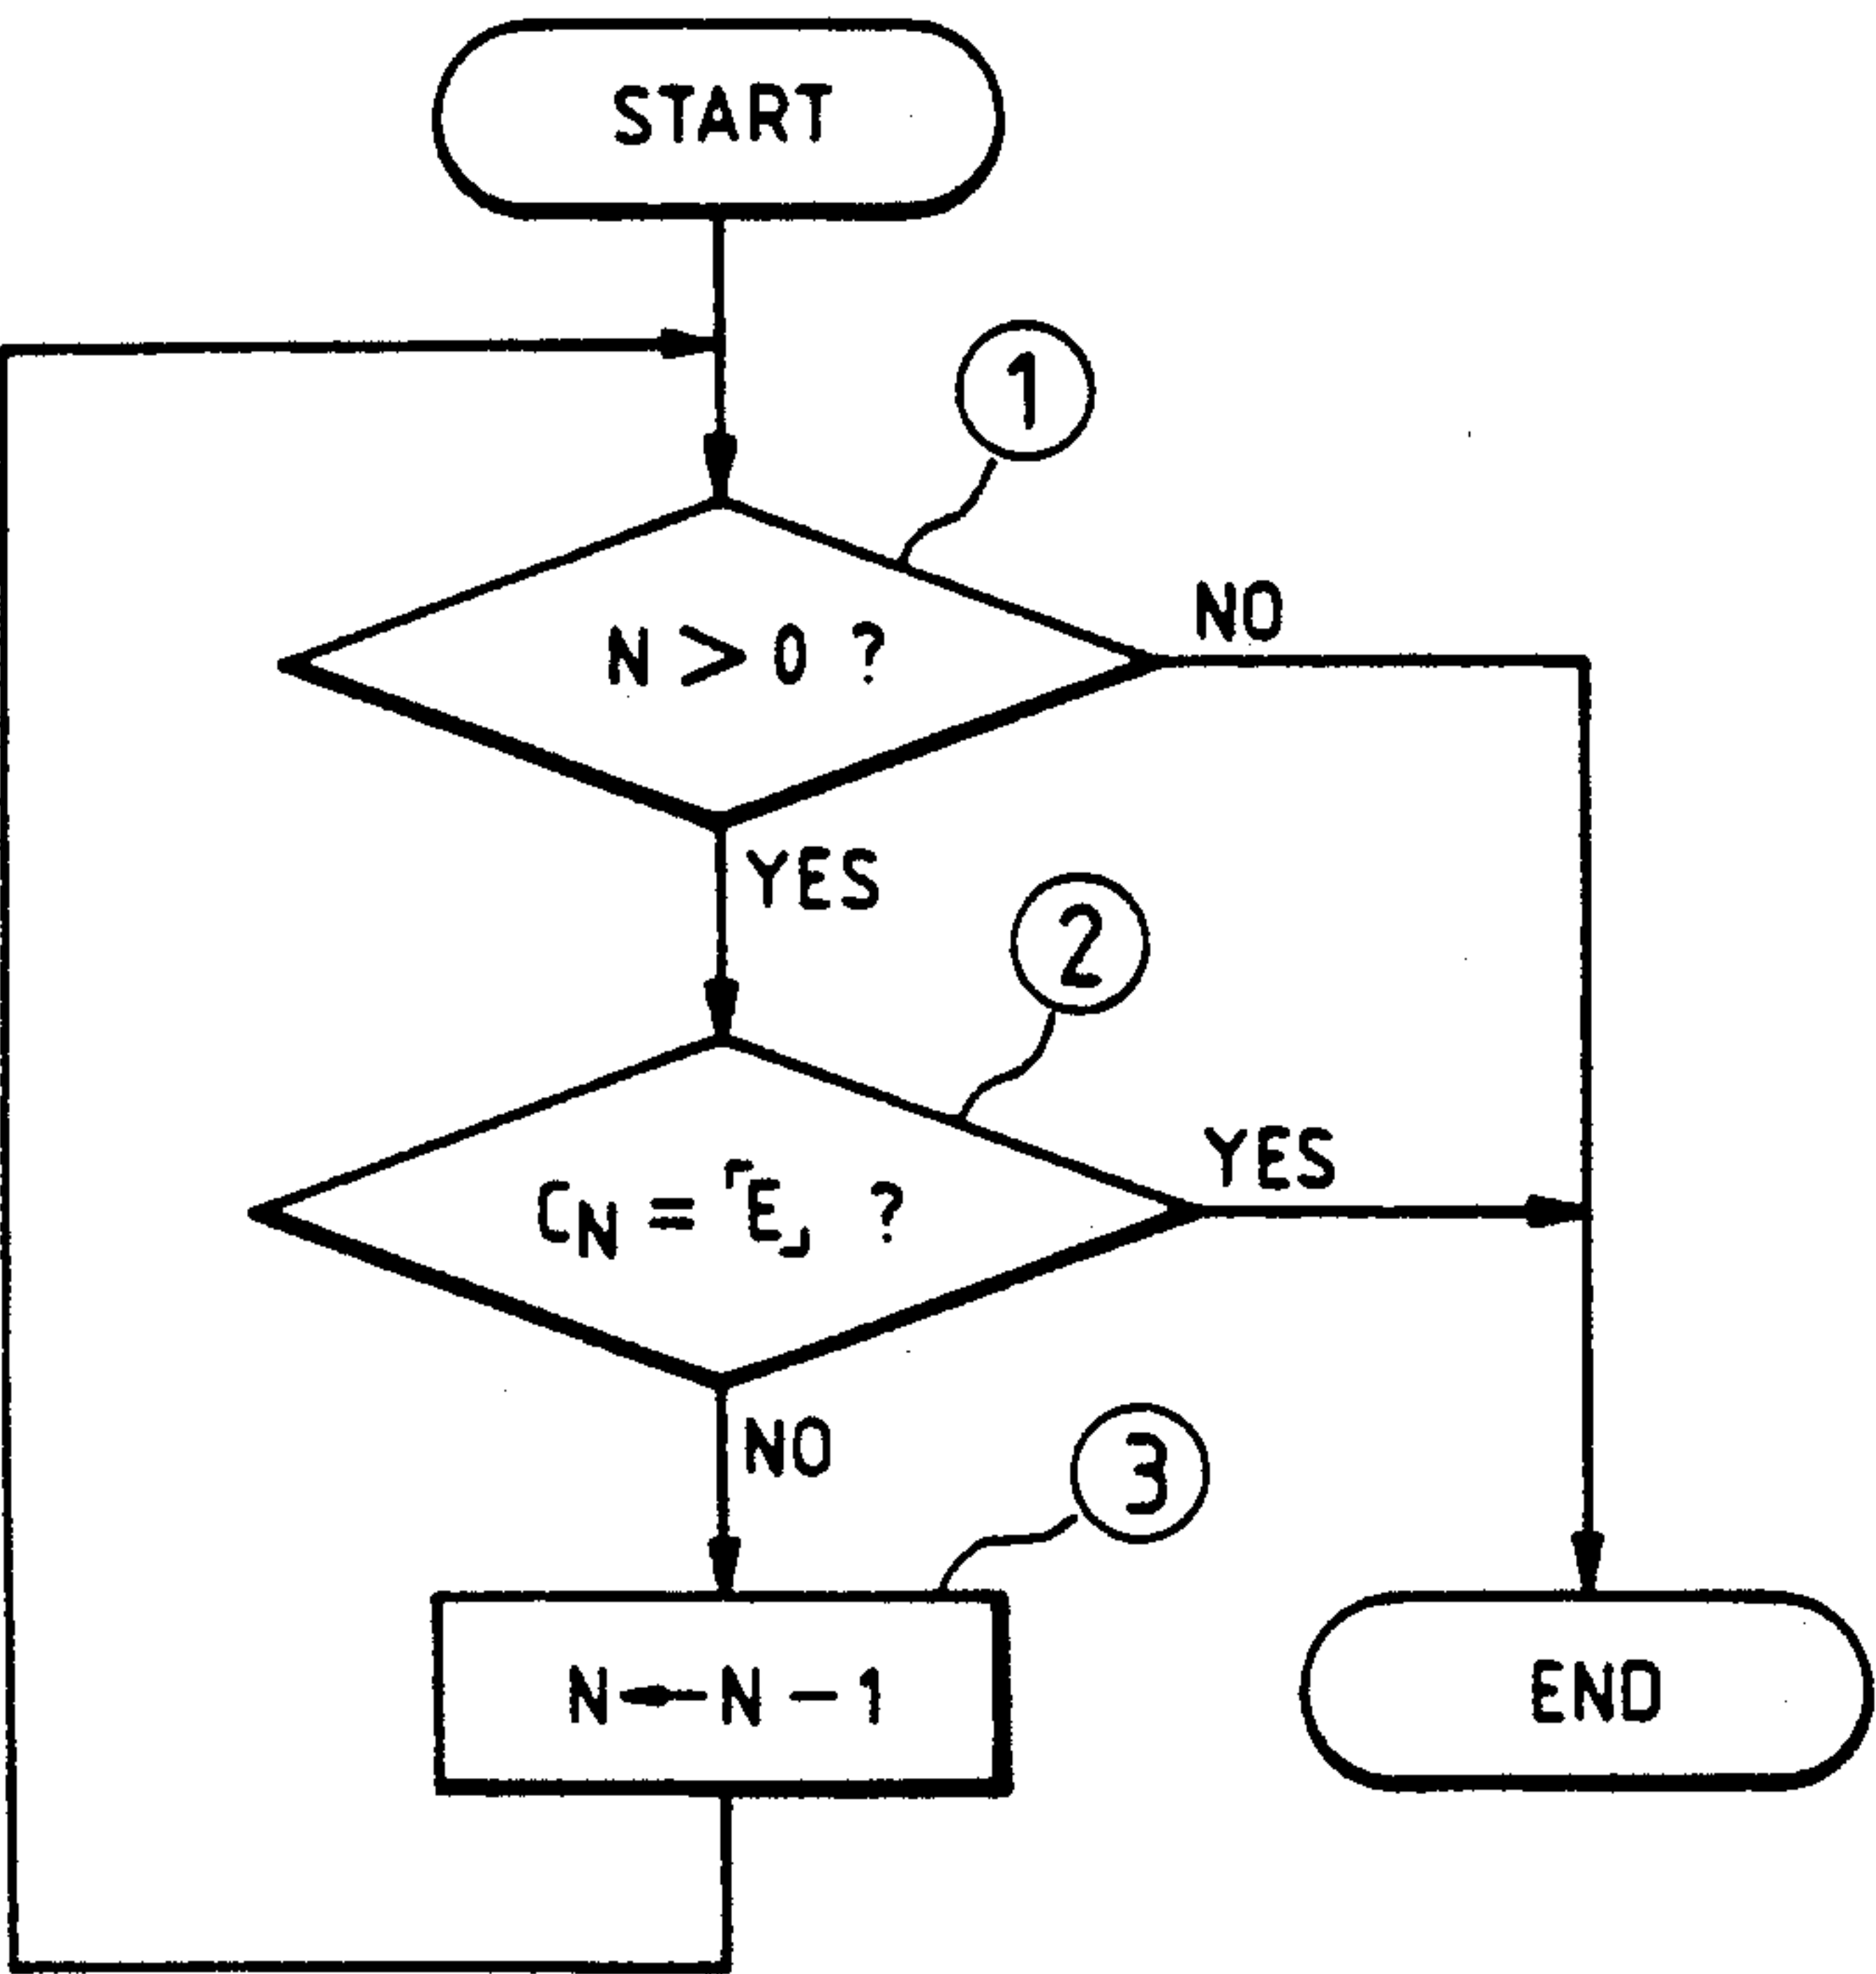 START
1
N > 0 ?
NO
YES
2
C_N = 「E」 ?
YES
NO
3
N ← N − 1
END